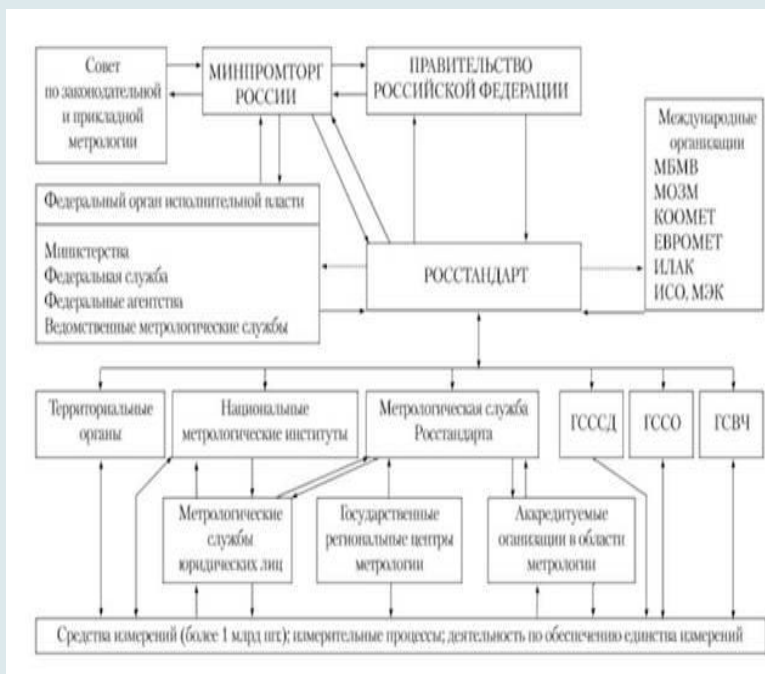 Совет
по законодательной
и прикладной
метрологии
МИНПРОМТОРГ
РОССИИ
ПРАВИТЕЛЬСТВО
РОССИЙСКОЙ ФЕДЕРАЦИИ
Международные
организации
МБМВ
МОЗМ
КООМЕТ
ЕВРОМЕТ
ИЛАК
ИСО, МЭК
Федеральный орган исполнительной власти
Министерства
Федеральная служба
Федеральные агентства
Ведомственные метрологические службы
РОССТАНДАРТ
Территориальные
органы
Национальные
метрологические институты
Метрологическая служба
Росстандарта
ГСССД
ГССО
ГСВЧ
Метрологические
службы
юридических лиц
Государственные
региональные центры
метрологии
Аккредитуемые
оганизации в области
метрологии
Средства измерений (более 1 млрд шт.); измерительные процессы; деятельность по обеспечению единства измерений